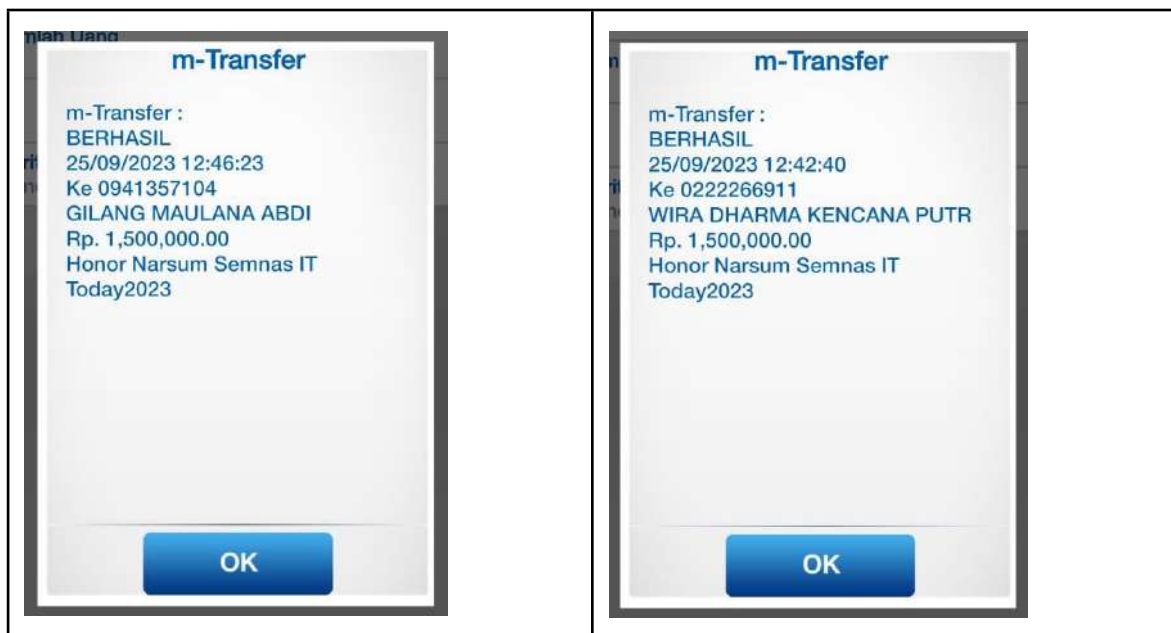 m-Transfer
m-Transfer :
BERHASIL
25/09/2023 12:46:23
Ke 0941357104
GILANG MAULANA ABDI
Rp. 1,500,000.00
Honor Narsum Semnas IT
Today2023
OK
m-Transfer
m-Transfer :
BERHASIL
25/09/2023 12:42:40
Ke 0222266911
WIRA DHARMA KENCANA PUTR
Rp. 1,500,000.00
Honor Narsum Semnas IT
Today2023
OK